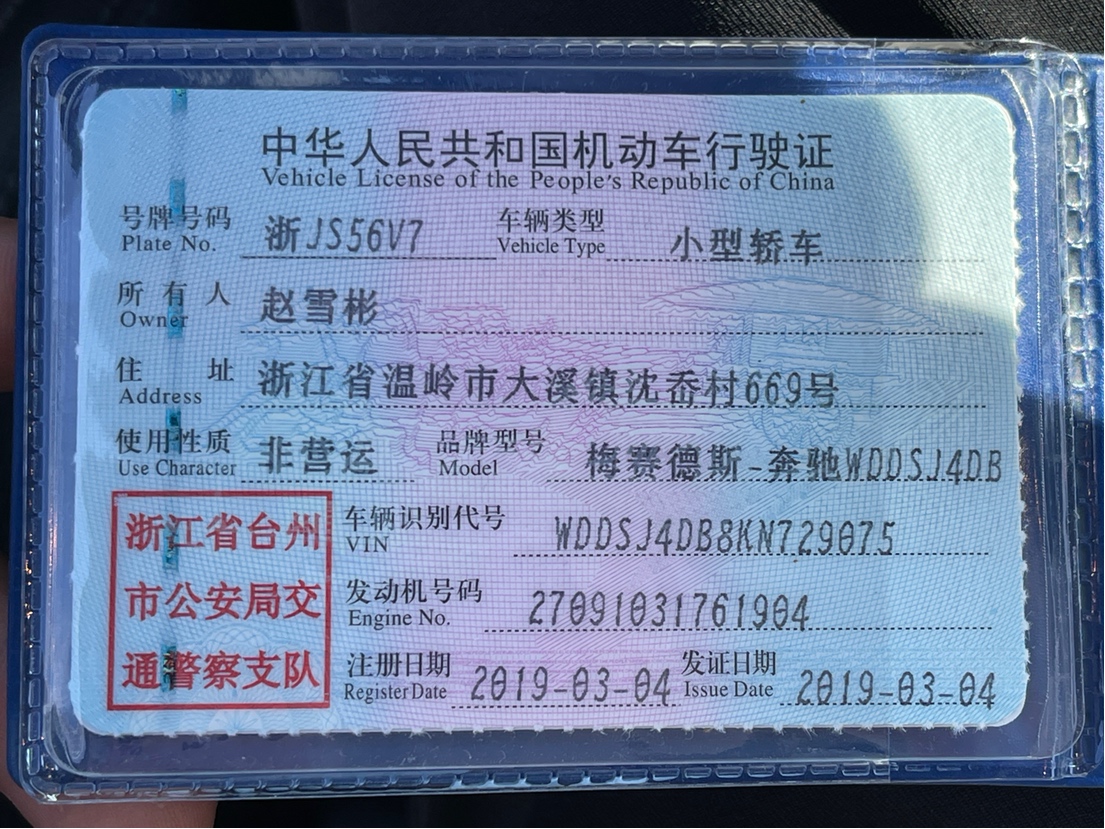 中华人民共和国机动车行驶证
Vehicle License of the People's Republic of China
号牌号码 浙JS56V7 车辆类型 小型轿车
Plate No. Vehicle Type
所有人 赵雪彬
Owner
住址 浙江省温岭市大溪镇沈岙村669号
Address
使用性质 非营运 品牌型号 梅赛德斯-奔驰WDDSJ4DB
Use Character Model
浙江省台州
市公安局交
通警察支队
车辆识别代号 WDDSJ4DB8KN729075
VIN
发动机号码 27091031761904
Engine No.
注册日期 2019-03-04 发证日期 2019-03-04
Register Date Issue Date